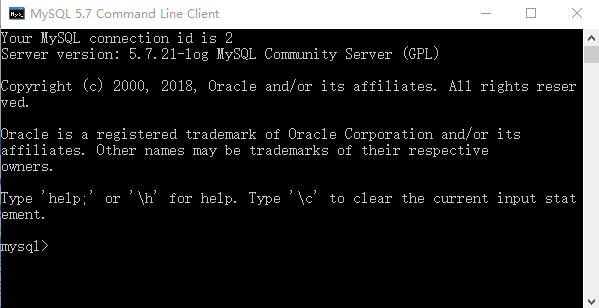 MySQL 5.7 Command Line Client
Your MySQL connection id is 2
Server version: 5.7.21-log MySQL Community Server (GPL)
Copyright (c) 2000, 2018, Oracle and/or its affiliates. All rights reser
ved.
Oracle is a registered trademark of Oracle Corporation and/or its
affiliates. Other names may be trademarks of their respective
owners.
Type 'help;' or '\h' for help. Type '\c' to clear the current input stat
ement.
mysql>